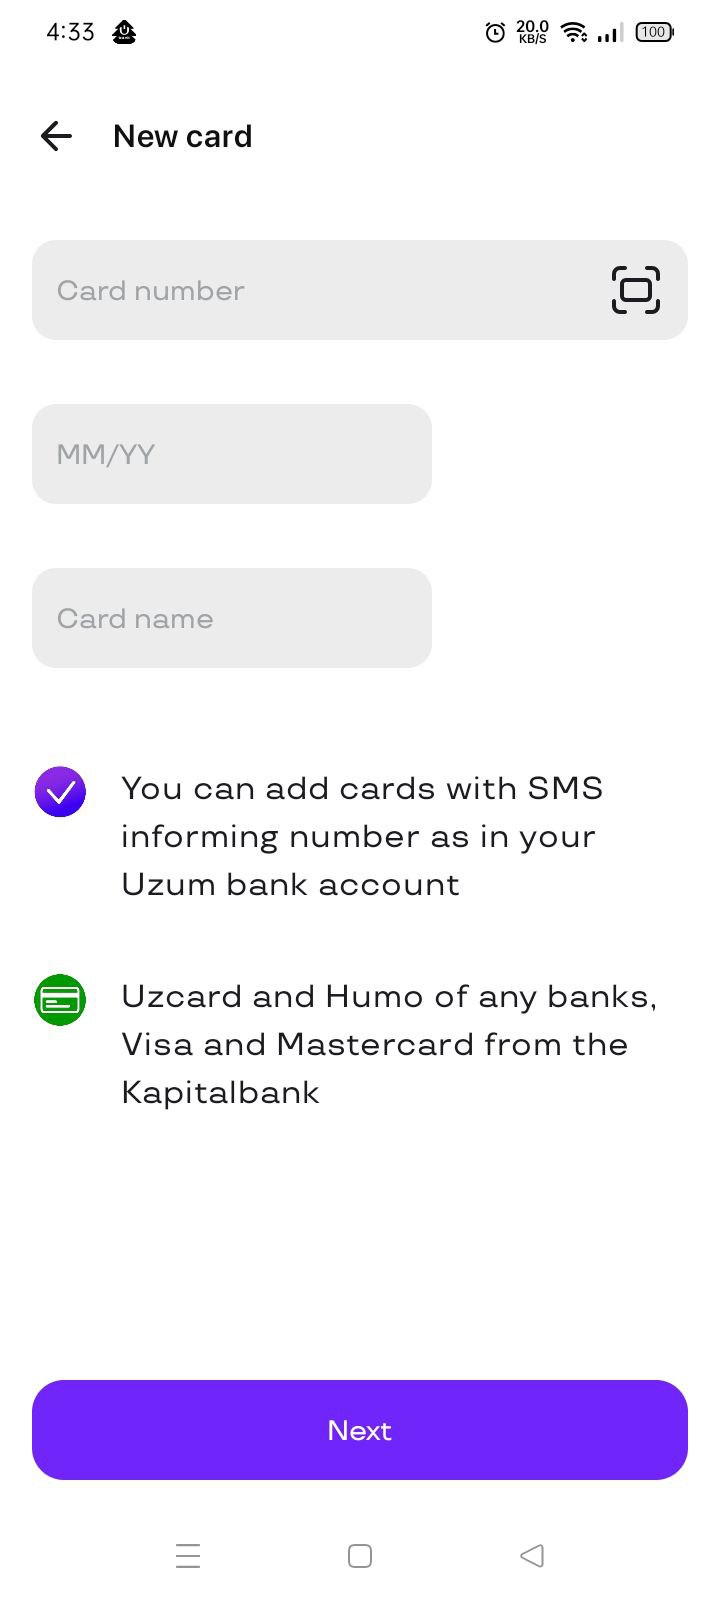 4:33
20.0
KB/S
100
New card
Card number
MM/YY
Card name
You can add cards with SMS
informing number as in your
Uzum bank account
Uzcard and Humo of any banks,
Visa and Mastercard from the
Kapitalbank
Next